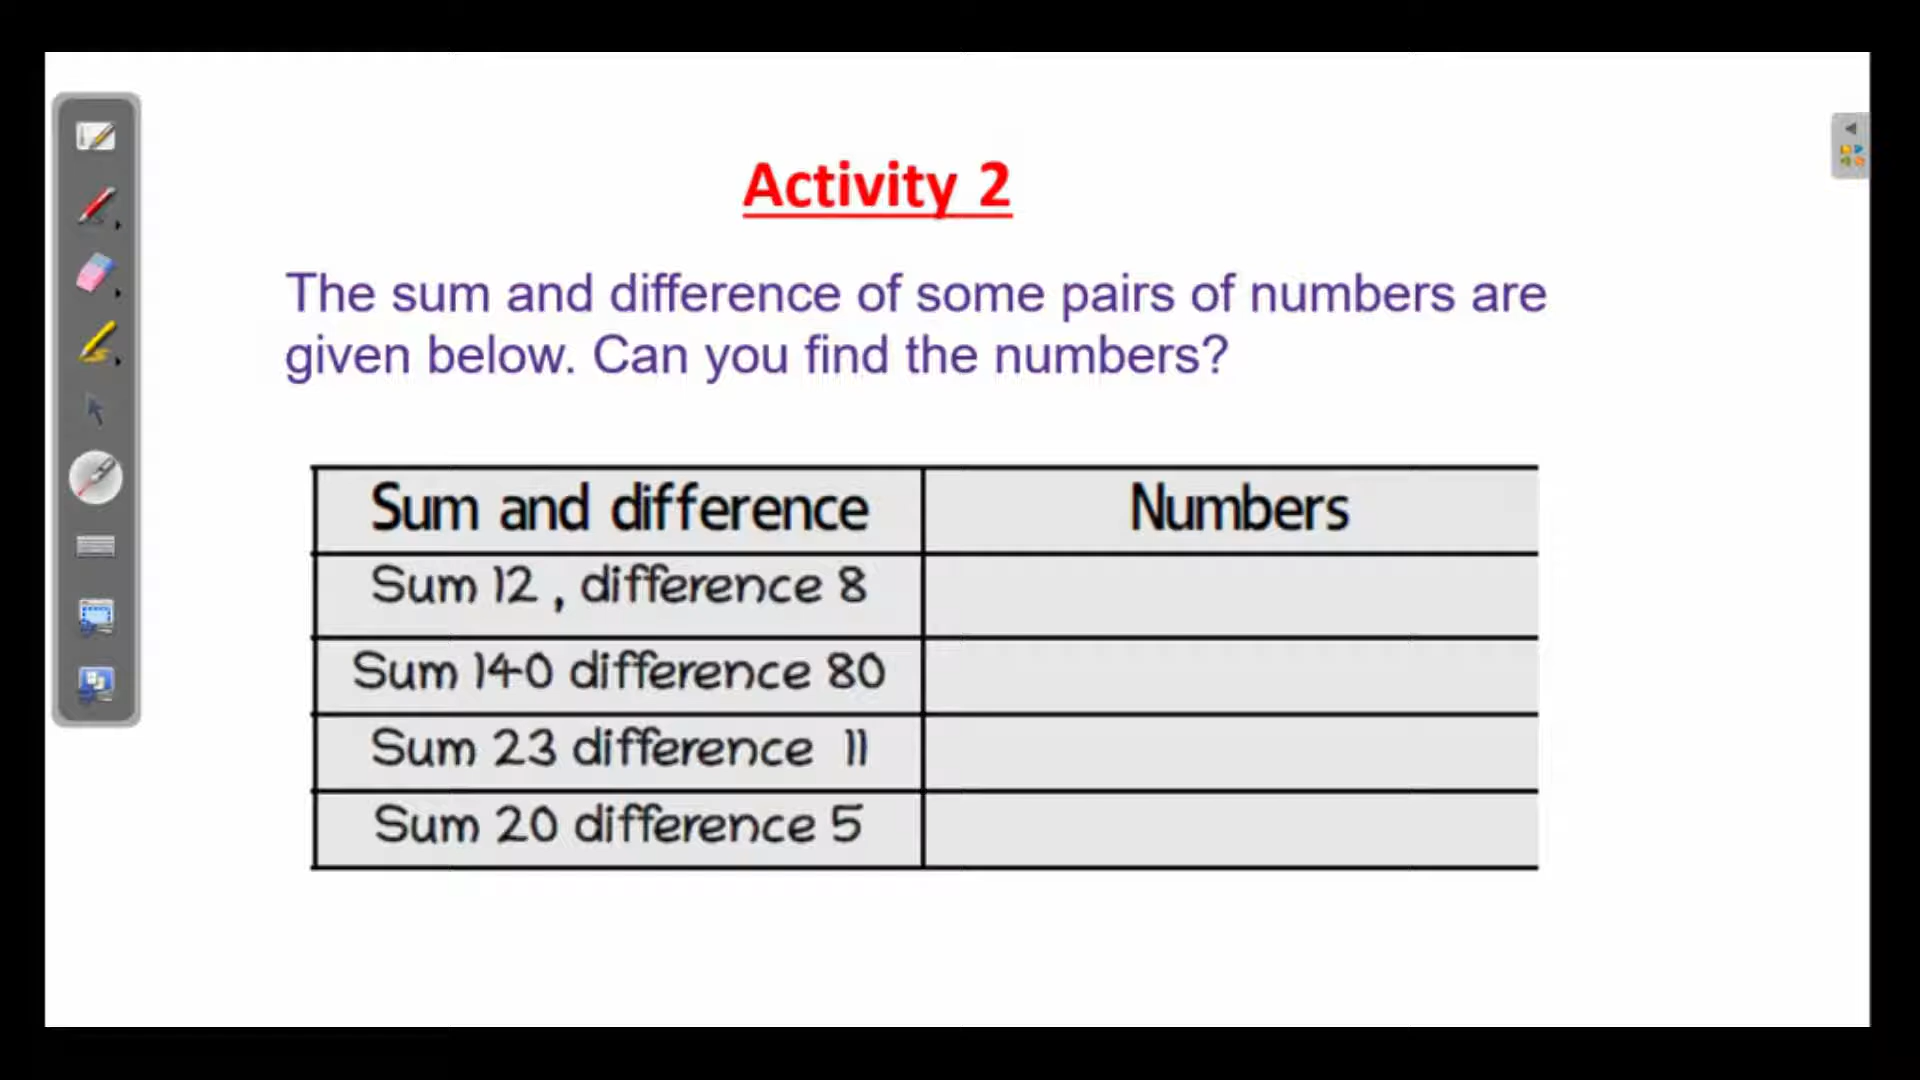 Activity 2
The sum and difference of some pairs of numbers are
given below. Can you find the numbers?
Sum and difference Numbers
Sum 12 , difference 8
Sum 140 difference 80
Sum 23 difference 11
Sum 20 difference 5